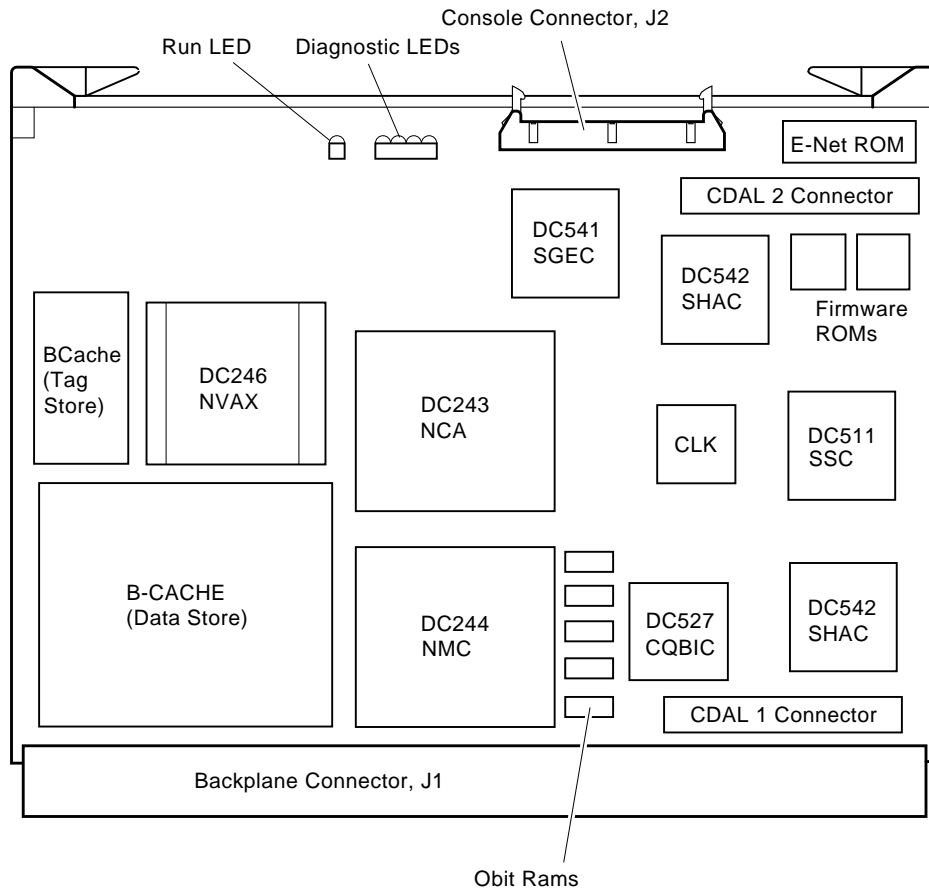 Console Connector, J2
Run LED
Diagnostic LEDs
E-Net ROM
CDAL 2 Connector
DC541
SGEC
DC542
SHAC
Firmware
ROMs
BCache
(Tag
Store)
DC246
NVAX
DC243
NCA
CLK
DC511
SSC
B-CACHE
(Data Store)
DC244
NMC
DC527
CQBIC
DC542
SHAC
CDAL 1 Connector
Backplane Connector, J1
Obit Rams